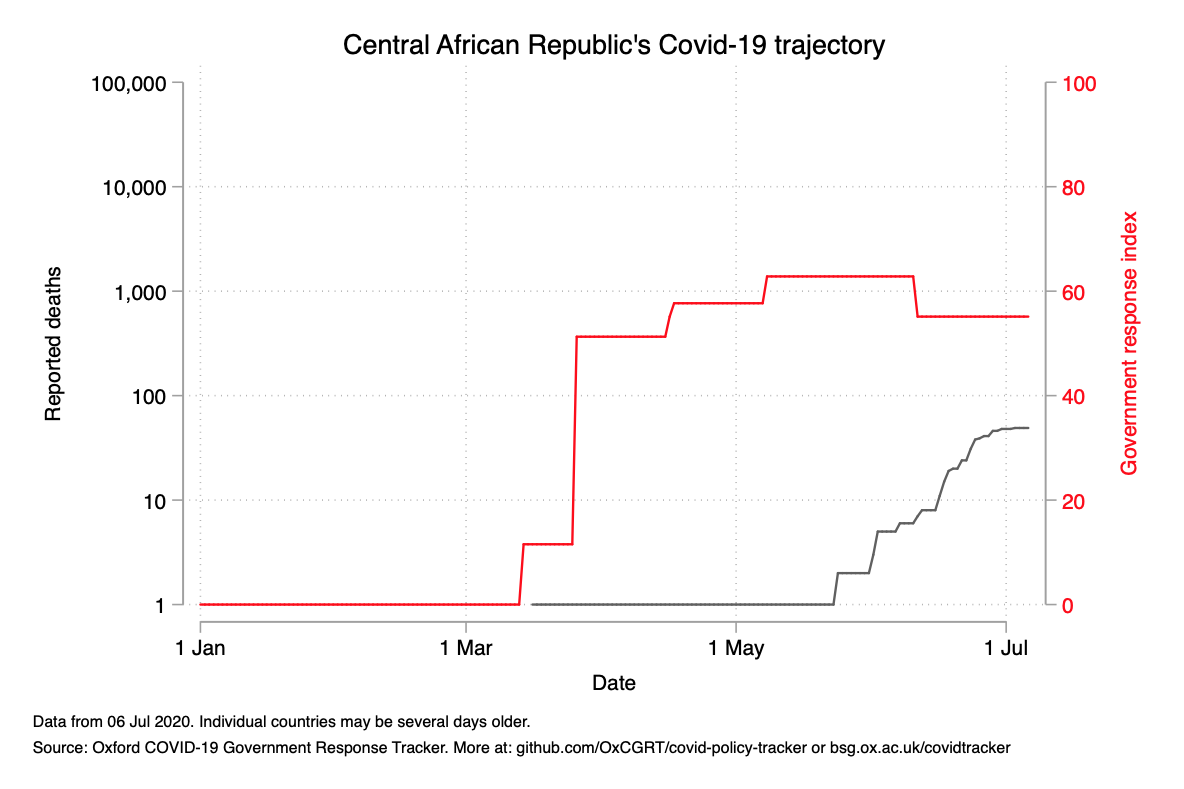 Central African Republic's Covid-19 trajectory
100,000
10,000
1,000
100
10
1
Reported deaths
100
80
60
40
20
0
Government response index
1 Jan
1 Mar
1 May
1 Jul
Date
Data from 06 Jul 2020. Individual countries may be several days older.
Source: Oxford COVID-19 Government Response Tracker. More at: github.com/OxCGRT/covid-policy-tracker or bsg.ox.ac.uk/covidtracker